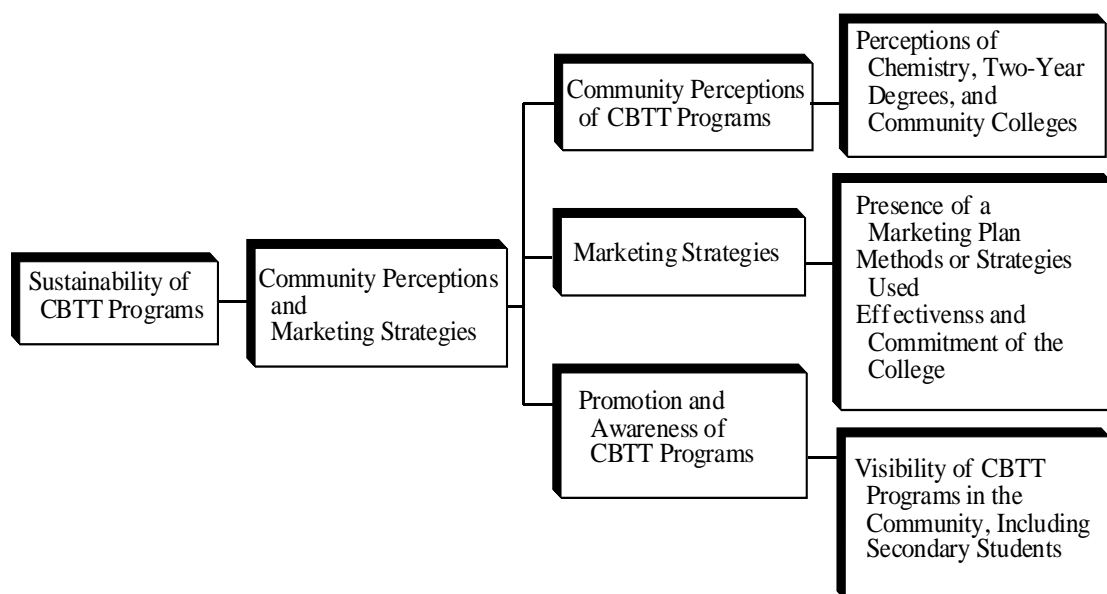 Sustainability of
CBTT Programs
Community Perceptions
and
Marketing Strategies
Community Perceptions
of CBTT Programs
Perceptions of
Chemistry, Two-Year
Degrees, and
Community Colleges
Marketing Strategies
Presence of a
Marketing Plan
Methods or Strategies
Used
Effectivenss and
Commitment of the
College
Promotion and
Awareness of
CBTT Programs
Visibility of CBTT
Programs in the
Community, Including
Secondary Students